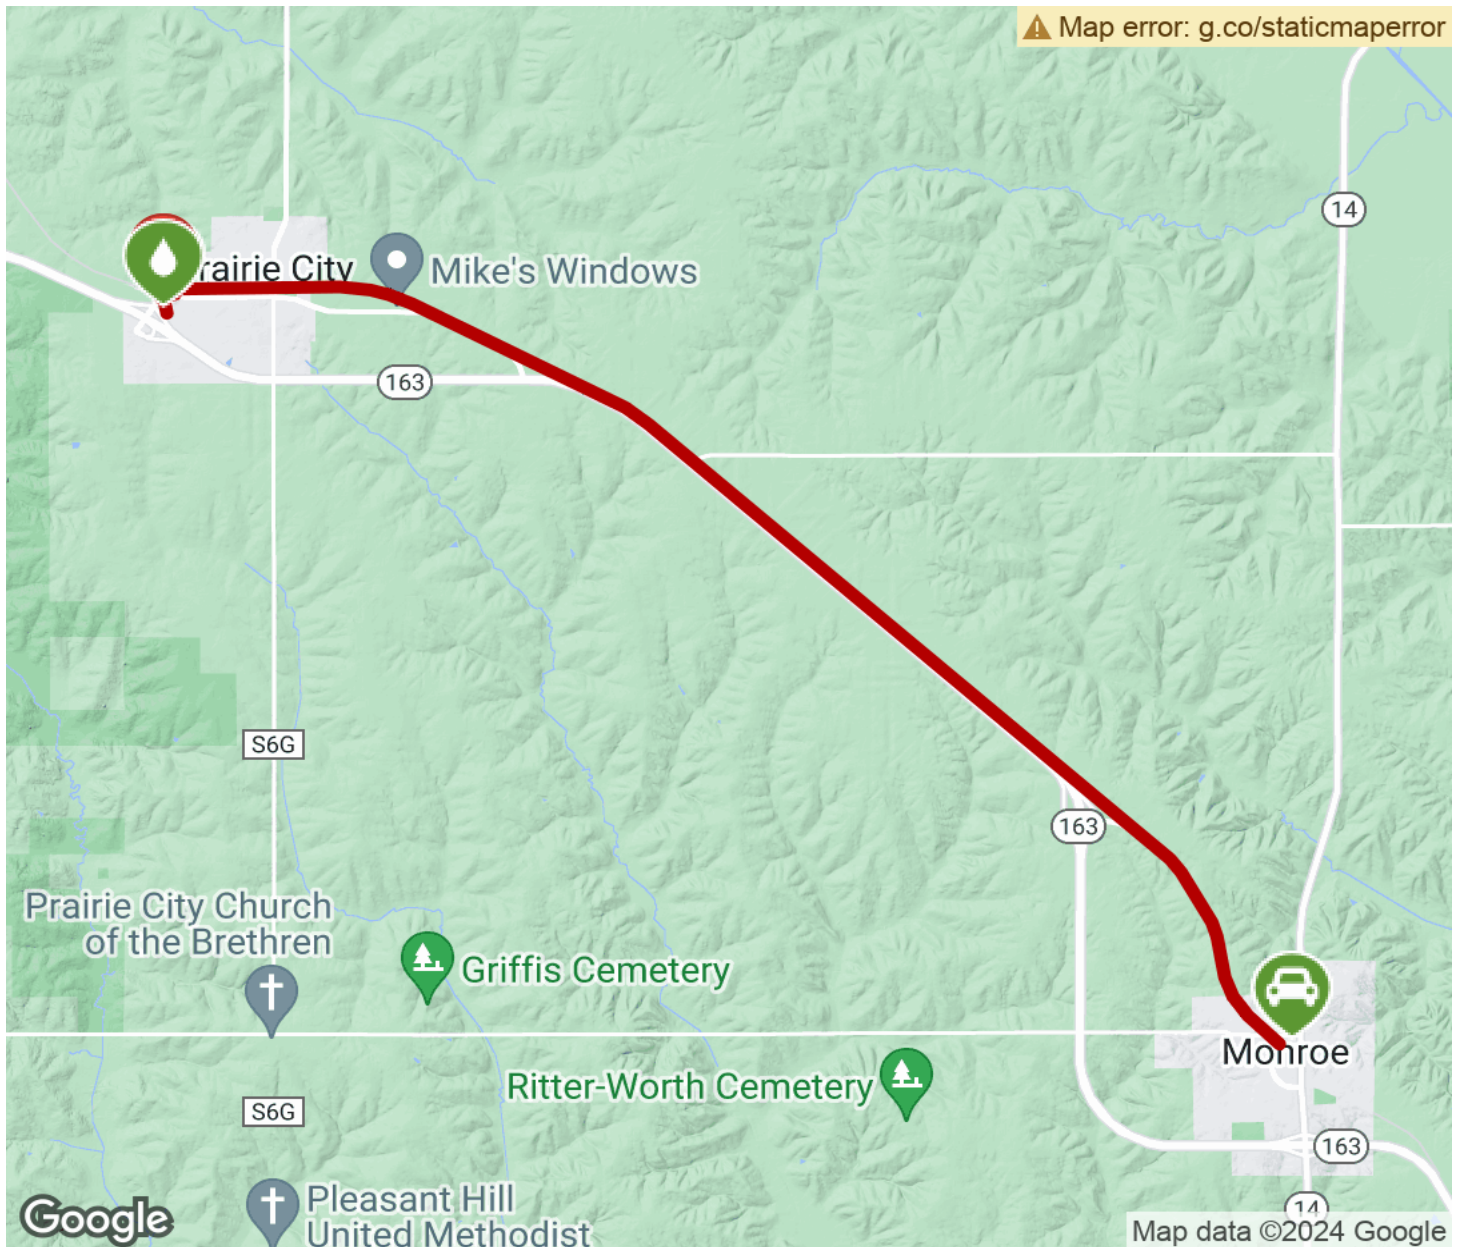 Map error: g.co/staticmaperror
14
rairie City
Mike's Windows
163
S6G
163
Prairie City Church
of the Brethren
Griffis Cemetery
Monroe
Ritter-Worth Cemetery
S6G
163
Pleasant Hill
United Methodist
14
Google
Map data ©2024 Google